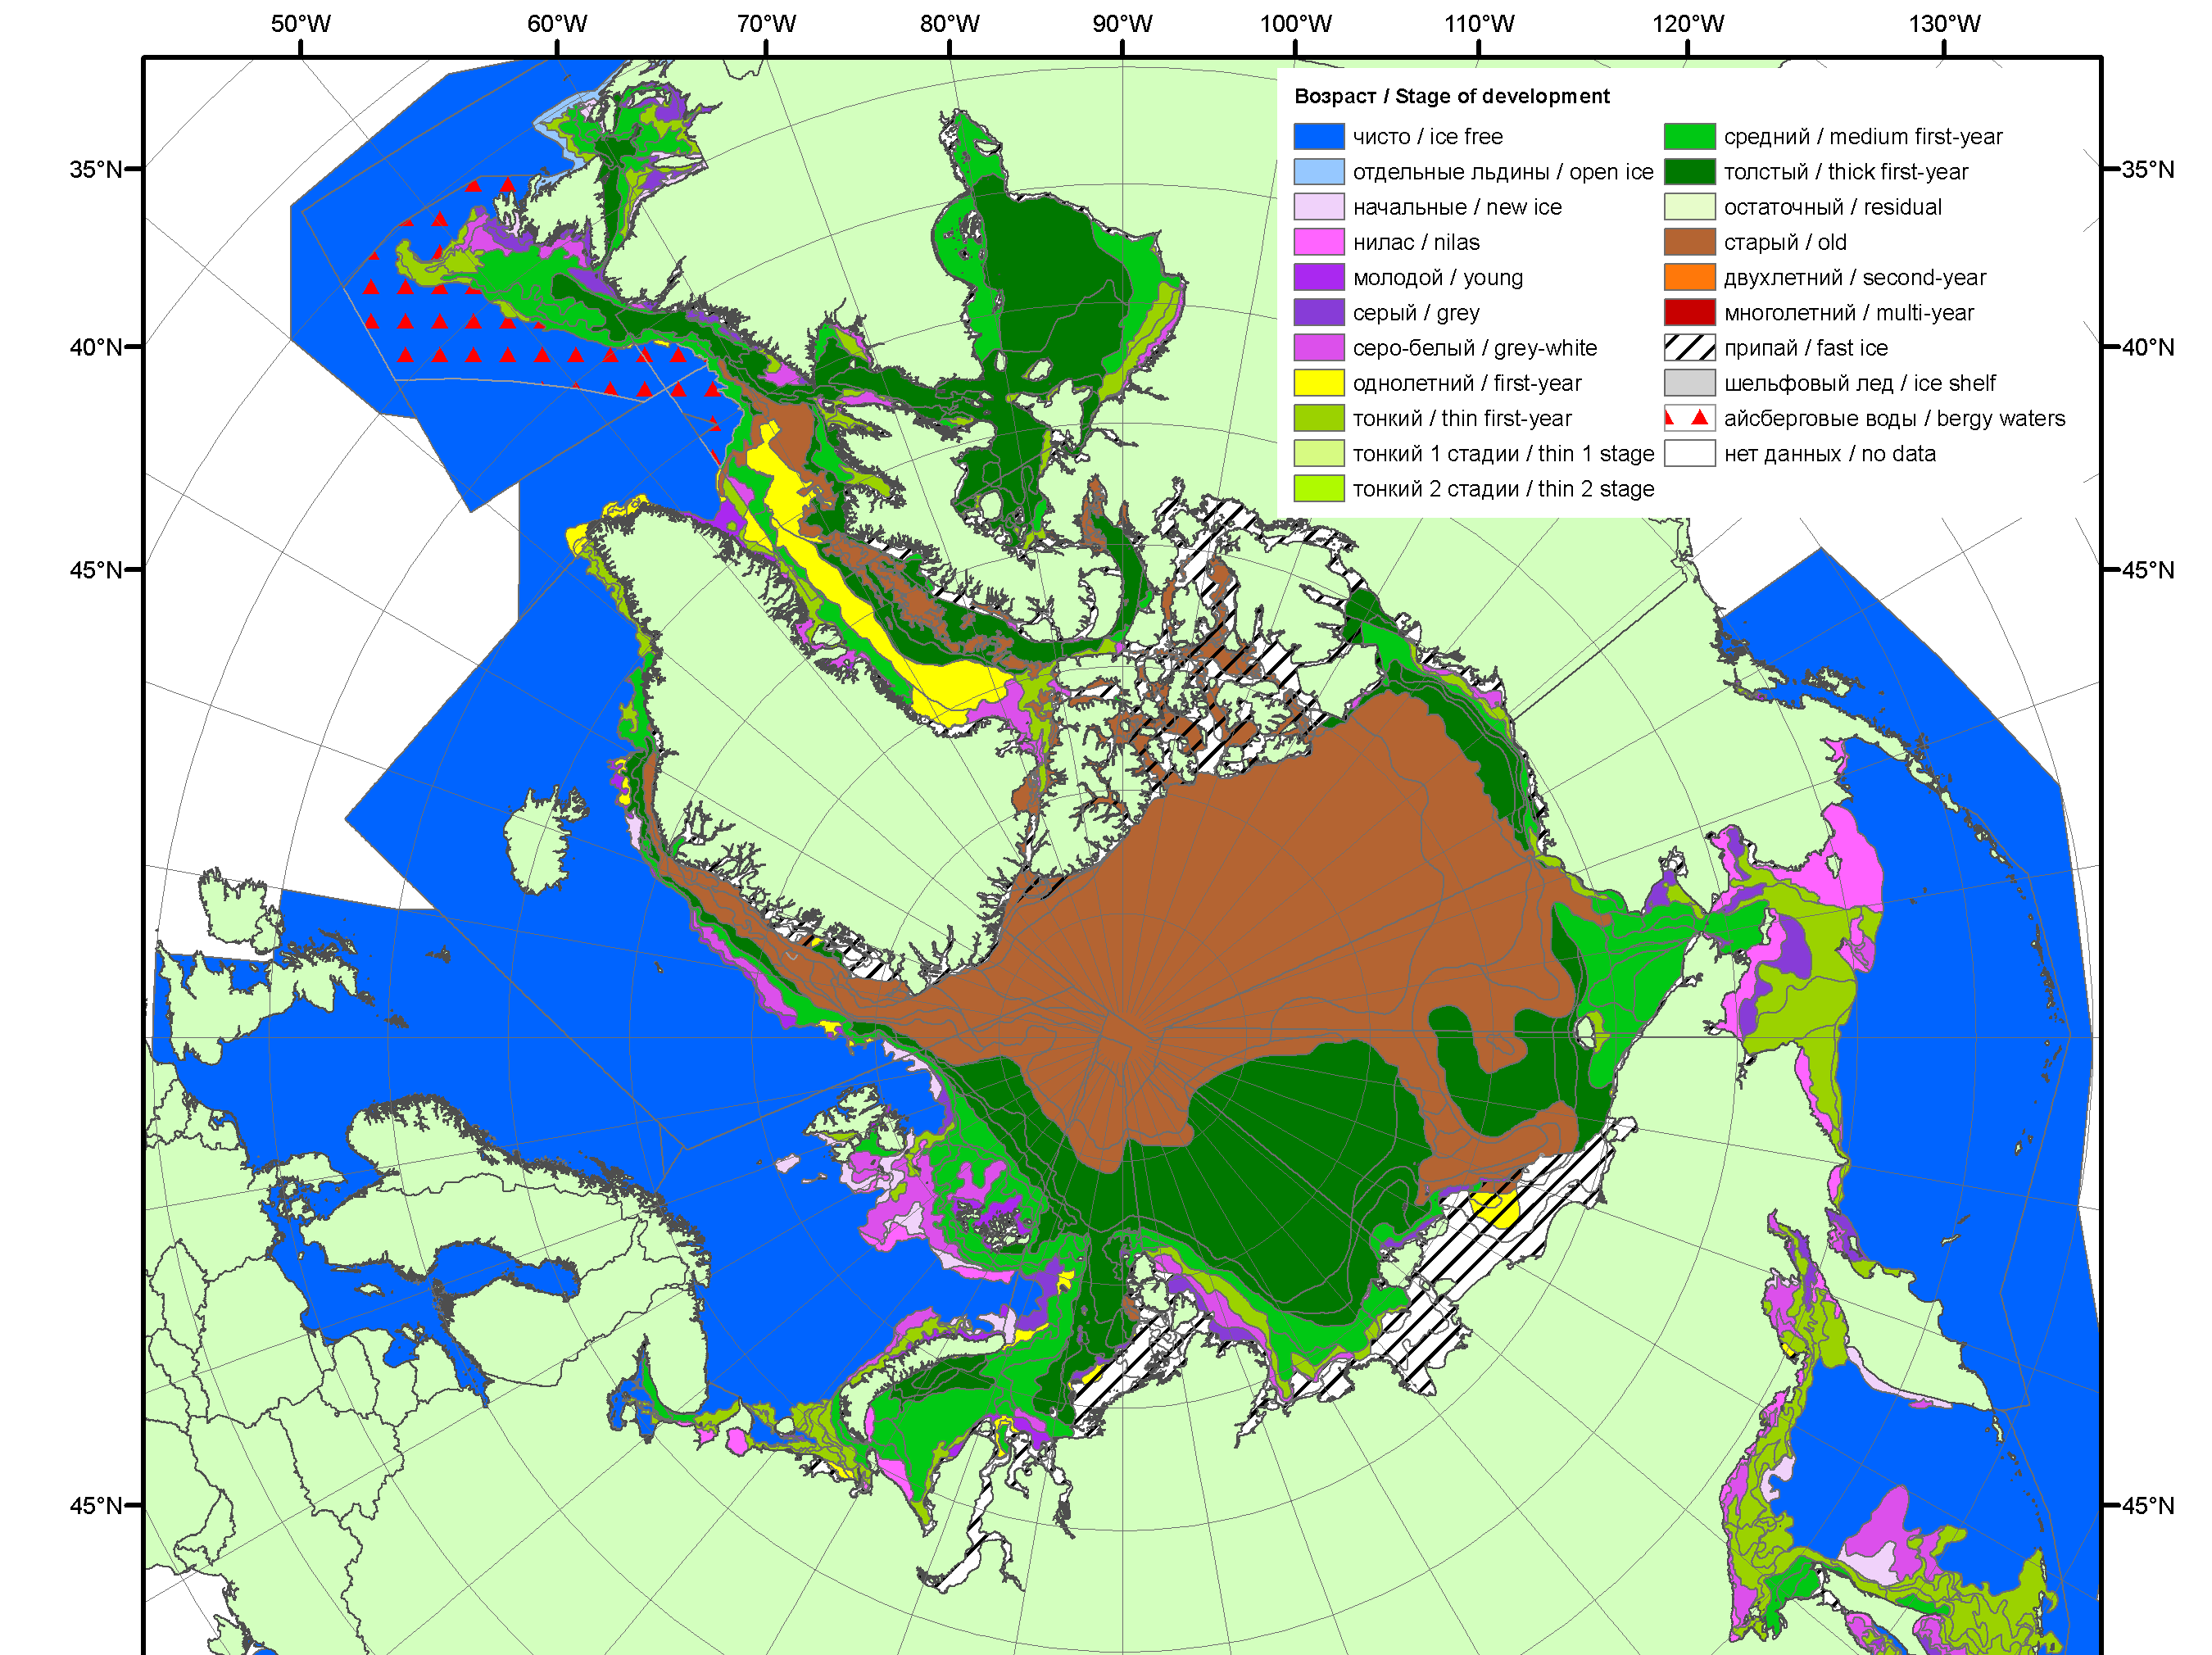 50°W 60°W 70°W 80°W 90°W 100°W 110°W 120°W 130°W
Возраст / Stage of development
чисто / ice free
отдельные льдины / open ice
начальные / new ice
нилас / nilas
молодой / young
серый / grey
серо-белый / grey-white
однолетний / first-year
тонкий / thin first-year
тонкий 1 стадии / thin 1 stage
тонкий 2 стадии / thin 2 stage
средний / medium first-year
толстый / thick first-year
остаточный / residual
старый / old
двухлетний / second-year
многолетний / multi-year
припай / fast ice
шельфовый лед / ice shelf
айсберговые воды / bergy waters
нет данных / no data
35°N
40°N
45°N
45°N
35°N
40°N
45°N
45°N